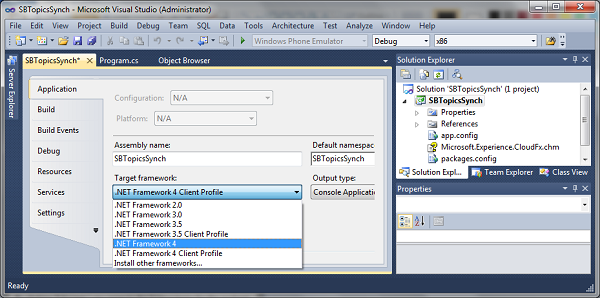 SBTopicsSynch - Microsoft Visual Studio (Administrator)
File Edit View Project Build Debug Team SQL Data Tools Architecture Test Analyze Window Help
Windows Phone Emulator Debug x86
Server Explorer
SBTopicsSynch* Program.cs Object Browser
Application
Build
Build Events
Debug
Resources
Services
Settings
Configuration: N/A
Platform: N/A
Assembly name: Default namespac
SBTopicsSynch SBTopicsSynch
Target framework: Output type:
.NET Framework 4 Client Profile Console Applicatio
.NET Framework 2.0
.NET Framework 3.0
.NET Framework 3.5
.NET Framework 3.5 Client Profile
.NET Framework 4
.NET Framework 4 Client Profile
Install other frameworks...
Solution Explorer
Solution 'SBTopicsSynch' (1 project)
SBTopicsSynch
Properties
References
app.config
Microsoft.Experience.CloudFx.chm
packages.config
Solution Expl... Team Explorer Class View
Properties
Ready